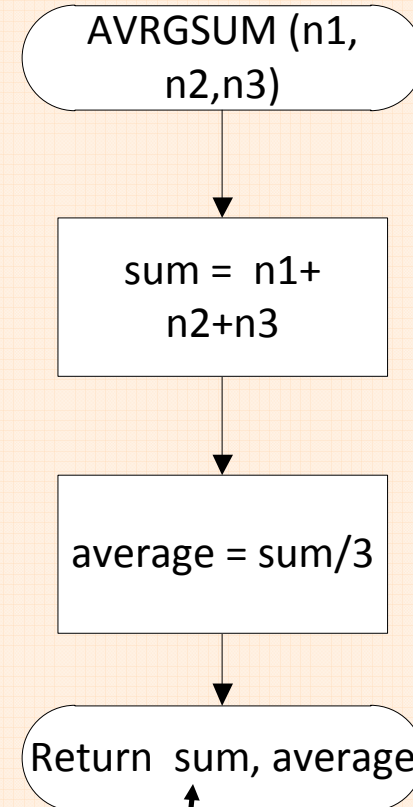 AVRGSUM (n1,
n2,n3)
sum =  n1+
n2+n3
average = sum/3
Return  sum, average